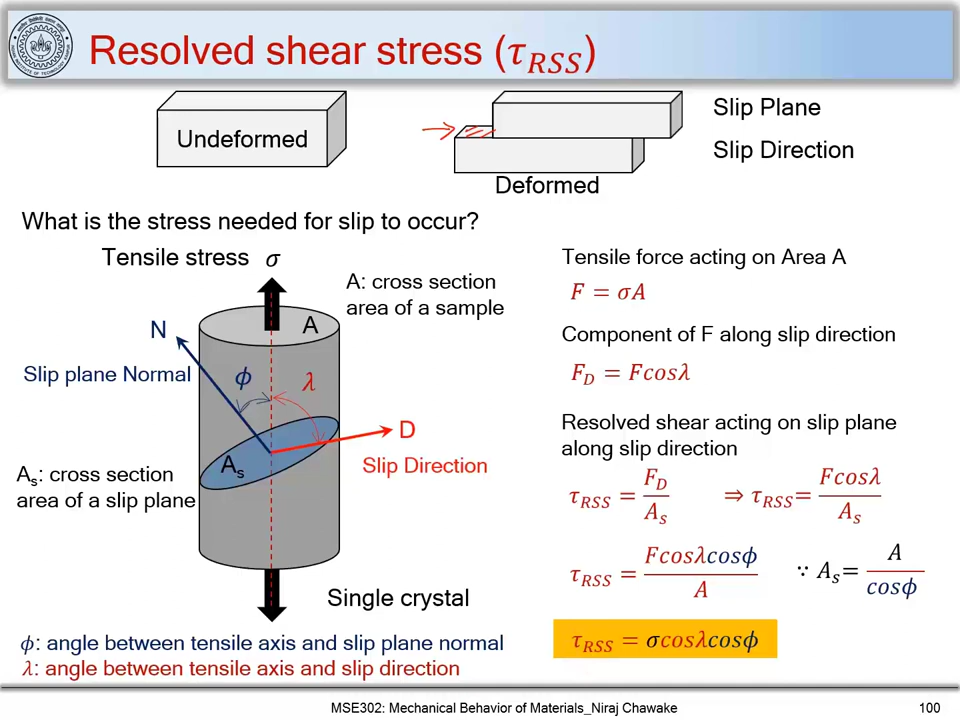 Resolved shear stress (τ_RSS)
Undeformed
Deformed
Slip Plane
Slip Direction
What is the stress needed for slip to occur?
Tensile stress σ
A: cross section
area of a sample
A
N
Slip plane Normal
ϕ
λ
D
Slip Direction
A_s
A_s: cross section
area of a slip plane
Single crystal
ϕ: angle between tensile axis and slip plane normal
λ: angle between tensile axis and slip direction
Tensile force acting on Area A
F = σA
Component of F along slip direction
F_D = Fcosλ
Resolved shear acting on slip plane
along slip direction
τ_RSS = F_D / A_s ⇒ τ_RSS = Fcosλ / A_s
τ_RSS = Fcosλcosϕ / A ∵ A_s = A / cosϕ
τ_RSS = σcosλcosϕ
MSE302: Mechanical Behavior of Materials_Niraj Chawake
100